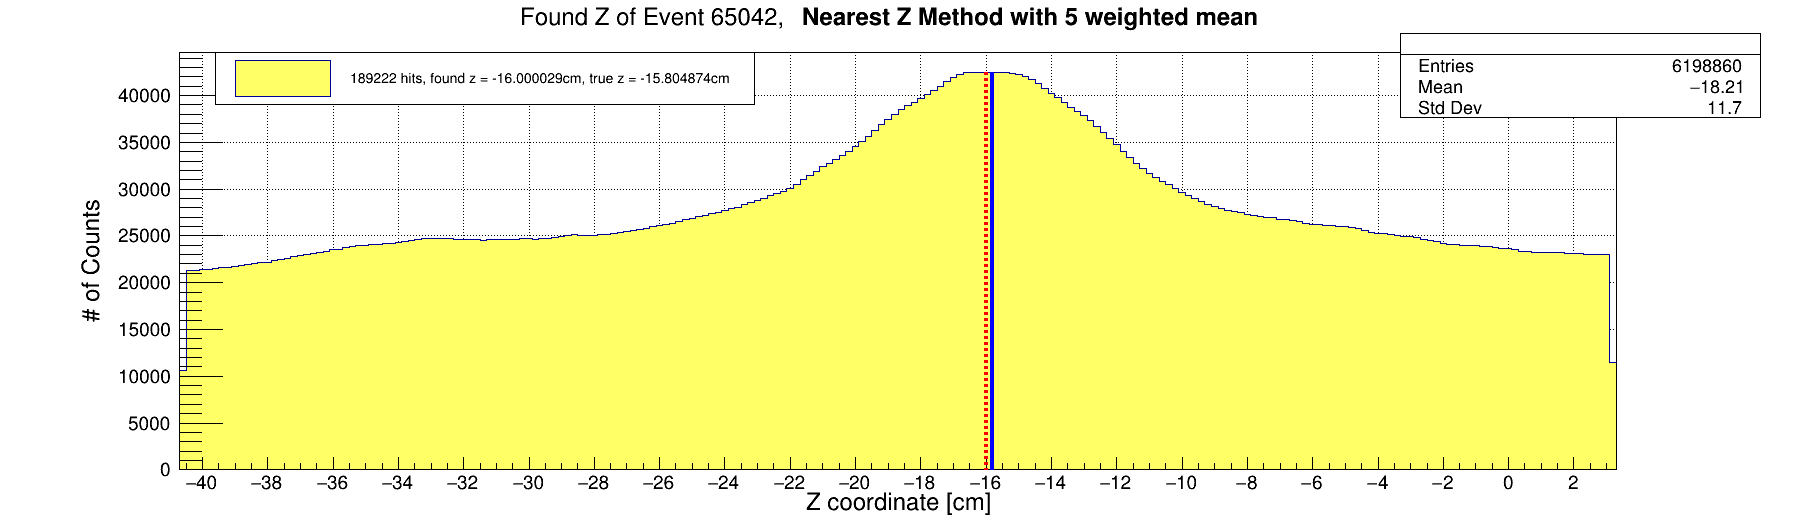 Found Z of Event 65042, Nearest Z Method with 5 weighted mean
189222 hits, found z = -16.000029cm, true z = -15.804874cm
Entries 6198860
Mean −18.21
Std Dev 11.7
# of Counts
40000
35000
30000
25000
20000
15000
10000
5000
0
−40 −38 −36 −34 −32 −30 −28 −26 −24 −22 −20 −18 −16 −14 −12 −10 −8 −6 −4 −2 0 2
Z coordinate [cm]